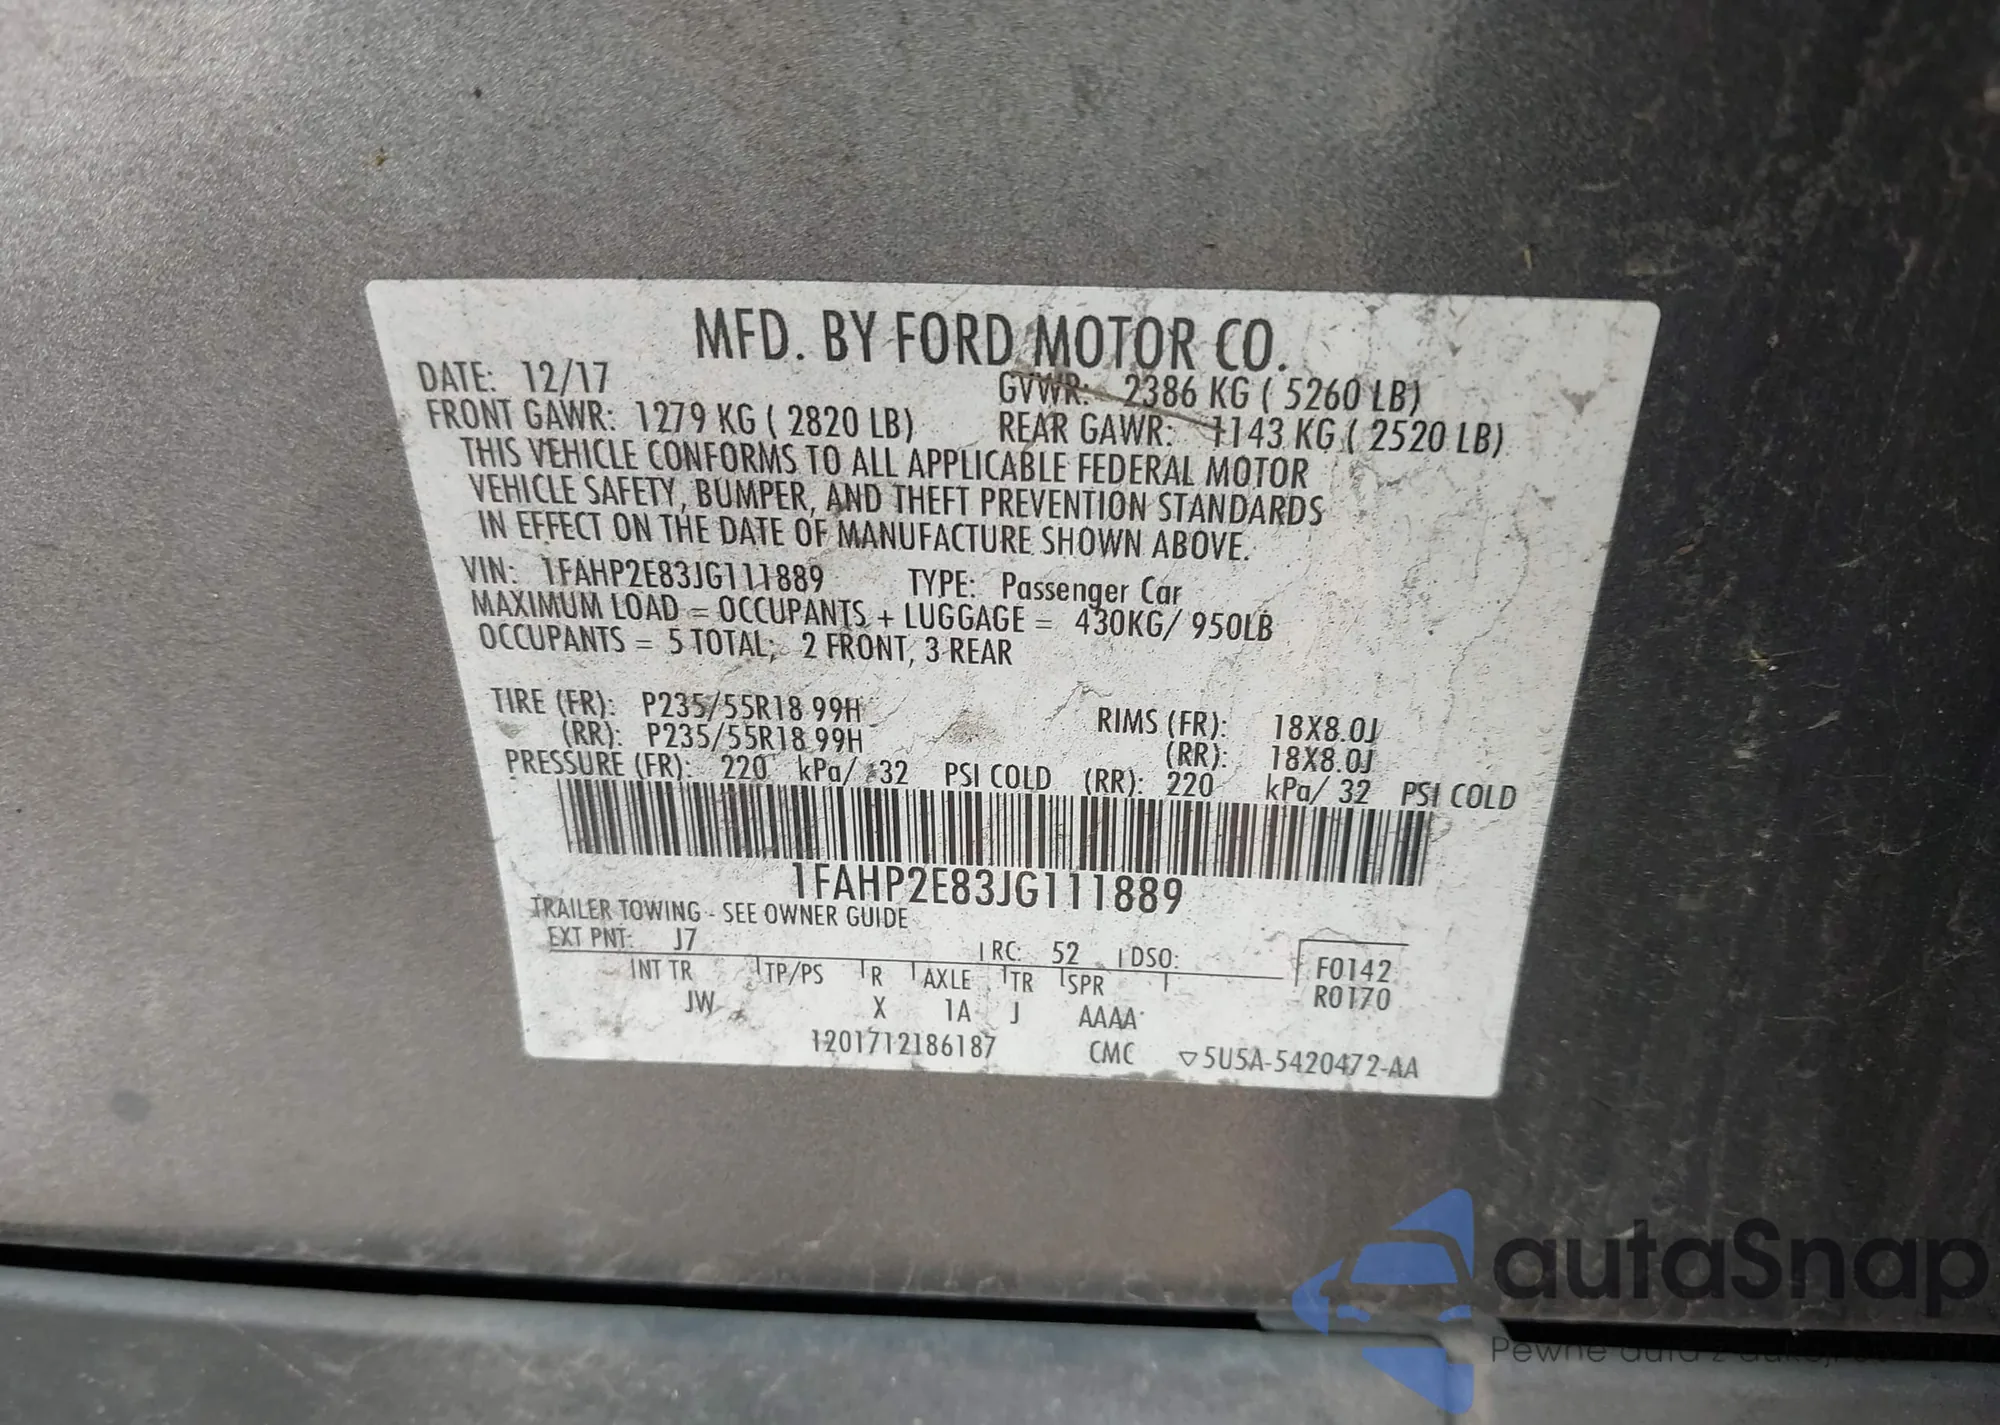 MFD. BY FORD MOTOR CO.
DATE: 12/17 GVWR: 2386 KG ( 5260 LB)
FRONT GAWR: 1279 KG ( 2820 LB) REAR GAWR: 1143 KG ( 2520 LB)
THIS VEHICLE CONFORMS TO ALL APPLICABLE FEDERAL MOTOR
VEHICLE SAFETY, BUMPER, AND THEFT PREVENTION STANDARDS
IN EFFECT ON THE DATE OF MANUFACTURE SHOWN ABOVE.
VIN: 1FAHP2E83JG111889 TYPE: Passenger Car
MAXIMUM LOAD = OCCUPANTS + LUGGAGE = 430KG/ 950LB
OCCUPANTS = 5 TOTAL; 2 FRONT, 3 REAR
TIRE (FR): P235/55R18 99H RIMS (FR): 18X8.0J
(RR): P235/55R18 99H (RR): 18X8.0J
PRESSURE (FR): 220 kPa/ 32 PSI COLD (RR): 220 kPa/ 32 PSI COLD
1FAHP2E83JG111889
TRAILER TOWING - SEE OWNER GUIDE
EXT PNT: J7 RC: 52 DSO: F0142
INT TR TP/PS R AXLE TR SPR R0170
JW X 1A J AAAA
1201712186187 CMC 5U5A-5420472-AA
autaSnap
Pewne auta z aukcji